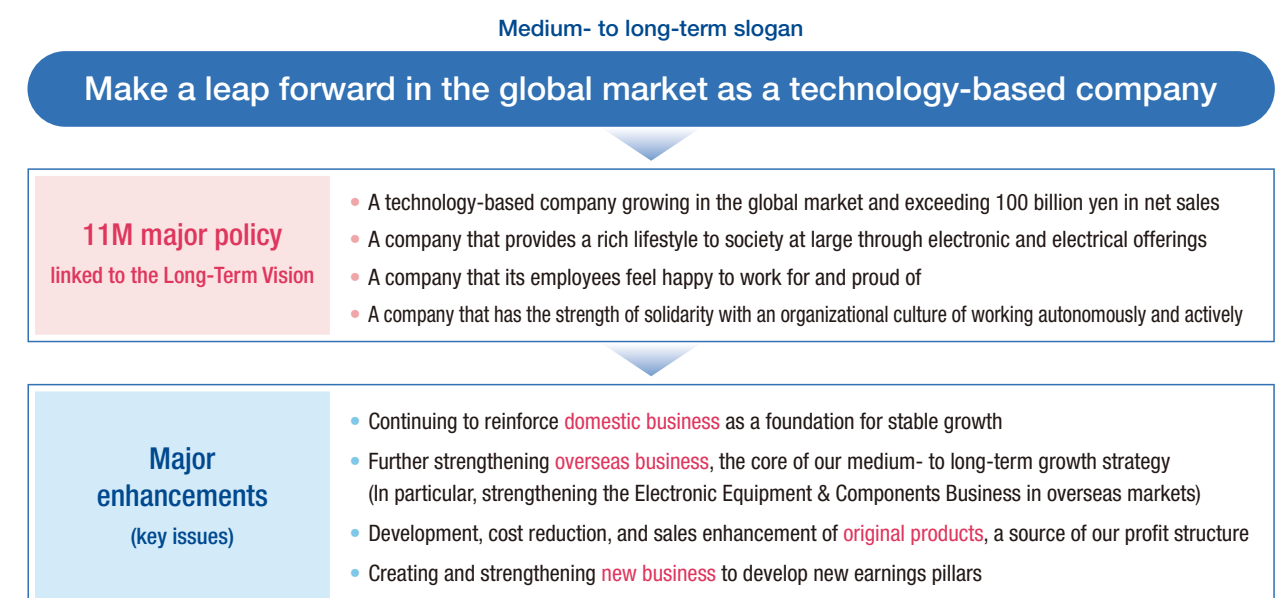 Medium- to long-term slogan
Make a leap forward in the global market as a technology-based company
11M major policy
linked to the Long-Term Vision
• A technology-based company growing in the global market and exceeding 100 billion yen in net sales
• A company that provides a rich lifestyle to society at large through electronic and electrical offerings
• A company that its employees feel happy to work for and proud of
• A company that has the strength of solidarity with an organizational culture of working autonomously and actively
Major
enhancements
(key issues)
• Continuing to reinforce domestic business as a foundation for stable growth
• Further strengthening overseas business, the core of our medium- to long-term growth strategy
(In particular, strengthening the Electronic Equipment & Components Business in overseas markets)
• Development, cost reduction, and sales enhancement of original products, a source of our profit structure
• Creating and strengthening new business to develop new earnings pillars